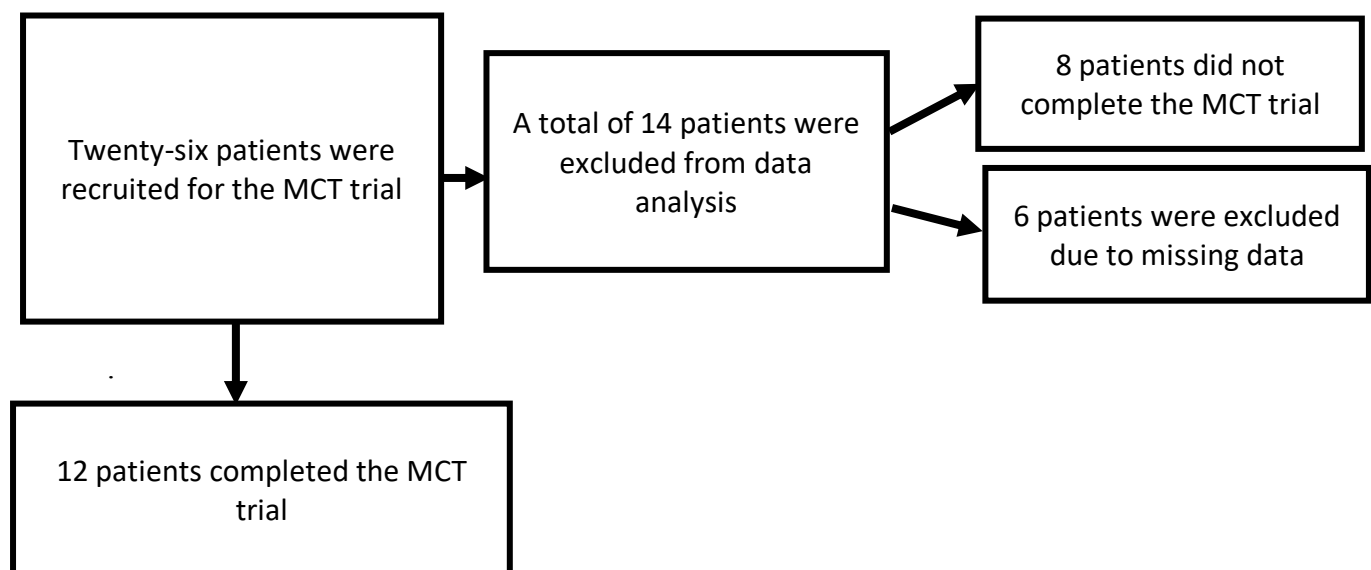 Twenty-six patients were
recruited for the MCT trial
A total of 14 patients were
excluded from data
analysis
8 patients did not
complete the MCT trial
6 patients were excluded
due to missing data
.
12 patients completed the MCT
trial